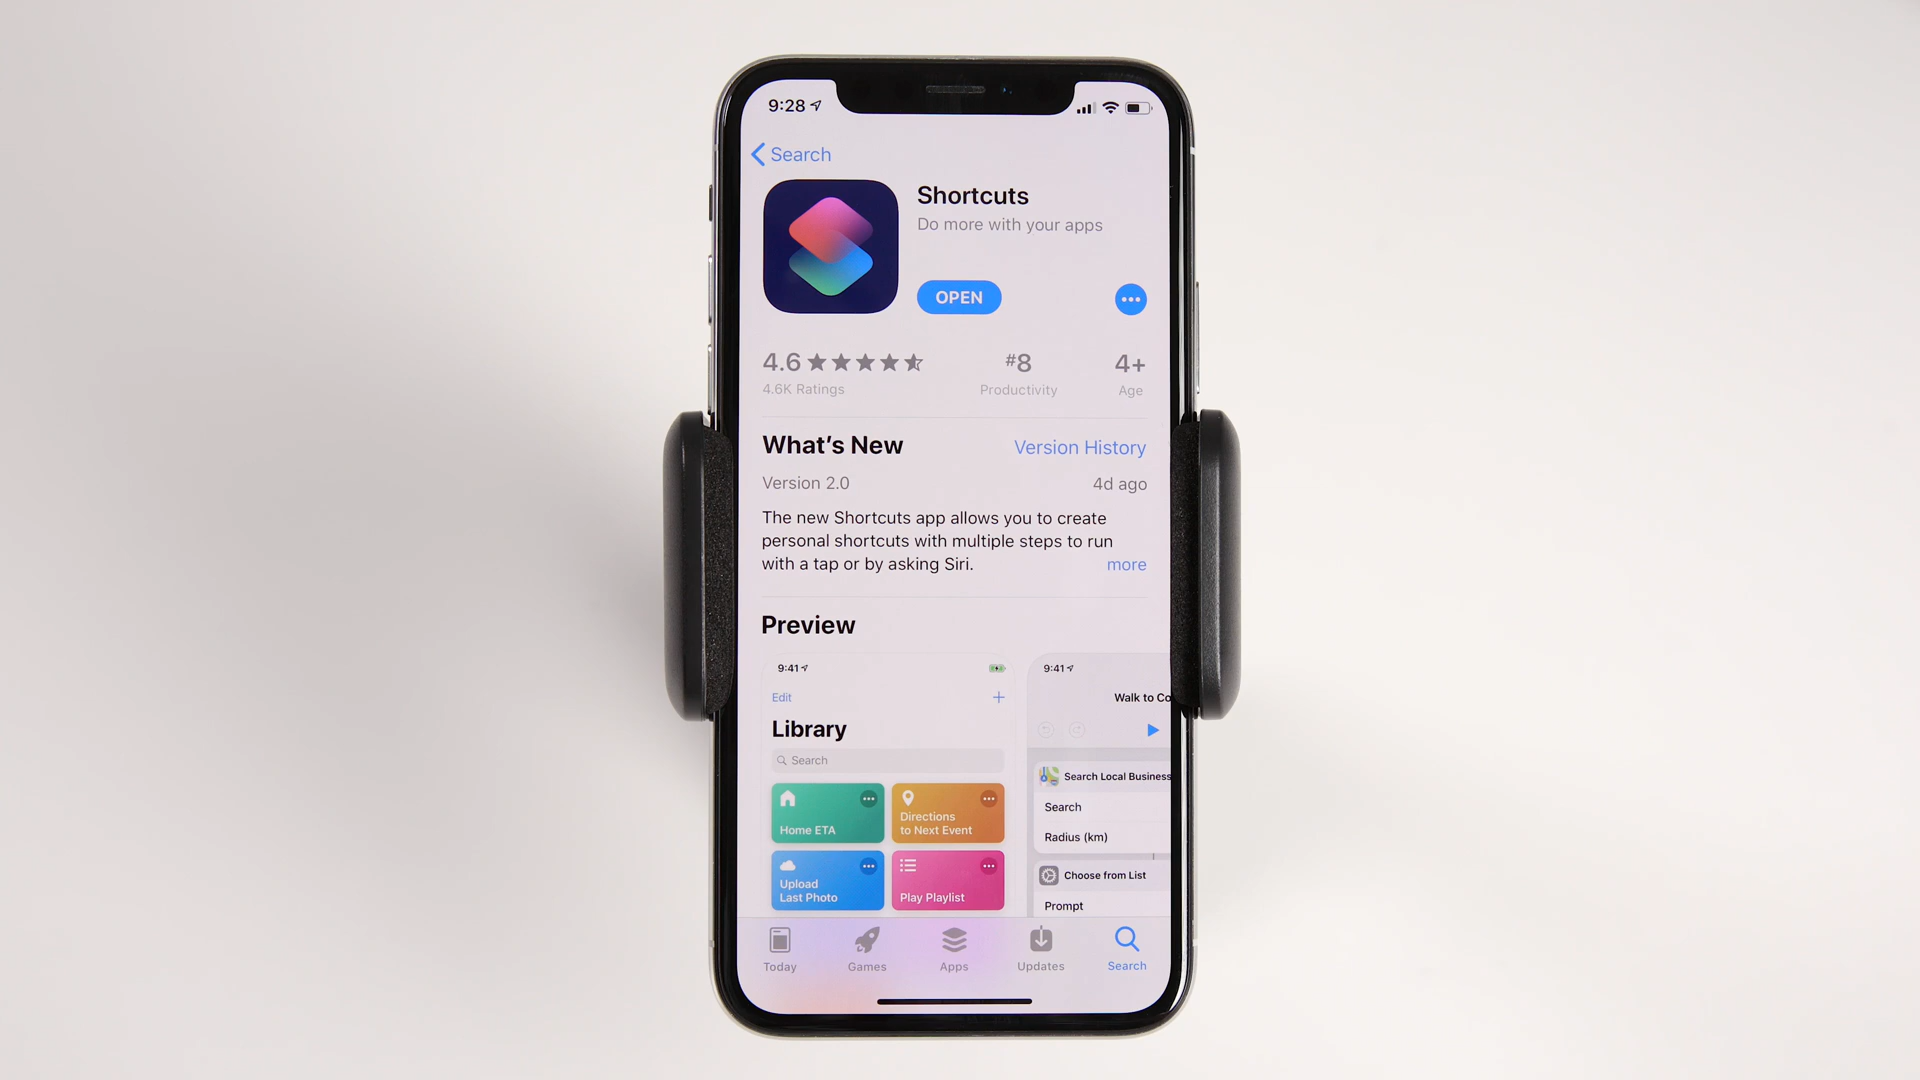 9:28
Search
Shortcuts
Do more with your apps
OPEN
4.6
4.6K Ratings
#8
Productivity
4+
Age
What's New
Version History
Version 2.0
4d ago
The new Shortcuts app allows you to create
personal shortcuts with multiple steps to run
with a tap or by asking Siri.
more
Preview
9:41
Edit
+
Library
Search
Home ETA
Directions
to Next Event
Upload
Last Photo
Play Playlist
9:41
Walk to Co
Search Local Business
Search
Radius (km)
Choose from List
Prompt
Today
Games
Apps
Updates
Search